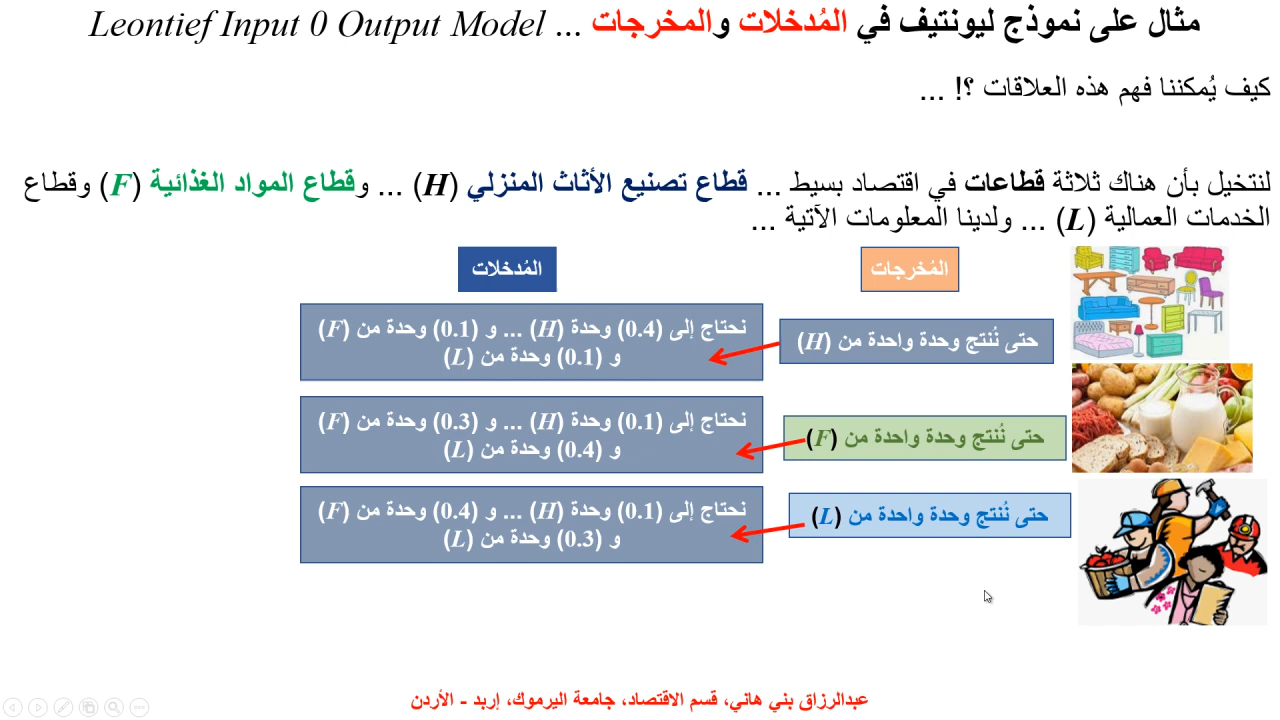 مثال على نموذج ليونتيف في المُدخلات والمخرجات ... Leontief Input 0 Output Model
كيف يُمكننا فهم هذه العلاقات ؟! ...
لنتخيل بأن هناك ثلاثة قطاعات في اقتصاد بسيط ... قطاع تصنيع الأثاث المنزلي (H) ... وقطاع المواد الغذائية (F) وقطاع
الخدمات العمالية (L) ... ولدينا المعلومات الآتية ...
المُخرجات
المُدخلات
حتى نُنتج وحدة واحدة من (H)
نحتاج إلى (0.4) وحدة (H) ... و (0.1) وحدة من (F)
و (0.1) وحدة من (L)
حتى نُنتج وحدة واحدة من (F)
نحتاج إلى (0.1) وحدة (H) ... و (0.3) وحدة من (F)
و (0.4) وحدة من (L)
حتى نُنتج وحدة واحدة من (L)
نحتاج إلى (0.1) وحدة (H) ... و (0.4) وحدة من (F)
و (0.3) وحدة من (L)
عبدالرزاق بني هاني، قسم الاقتصاد، جامعة اليرموك، إربد - الأردن